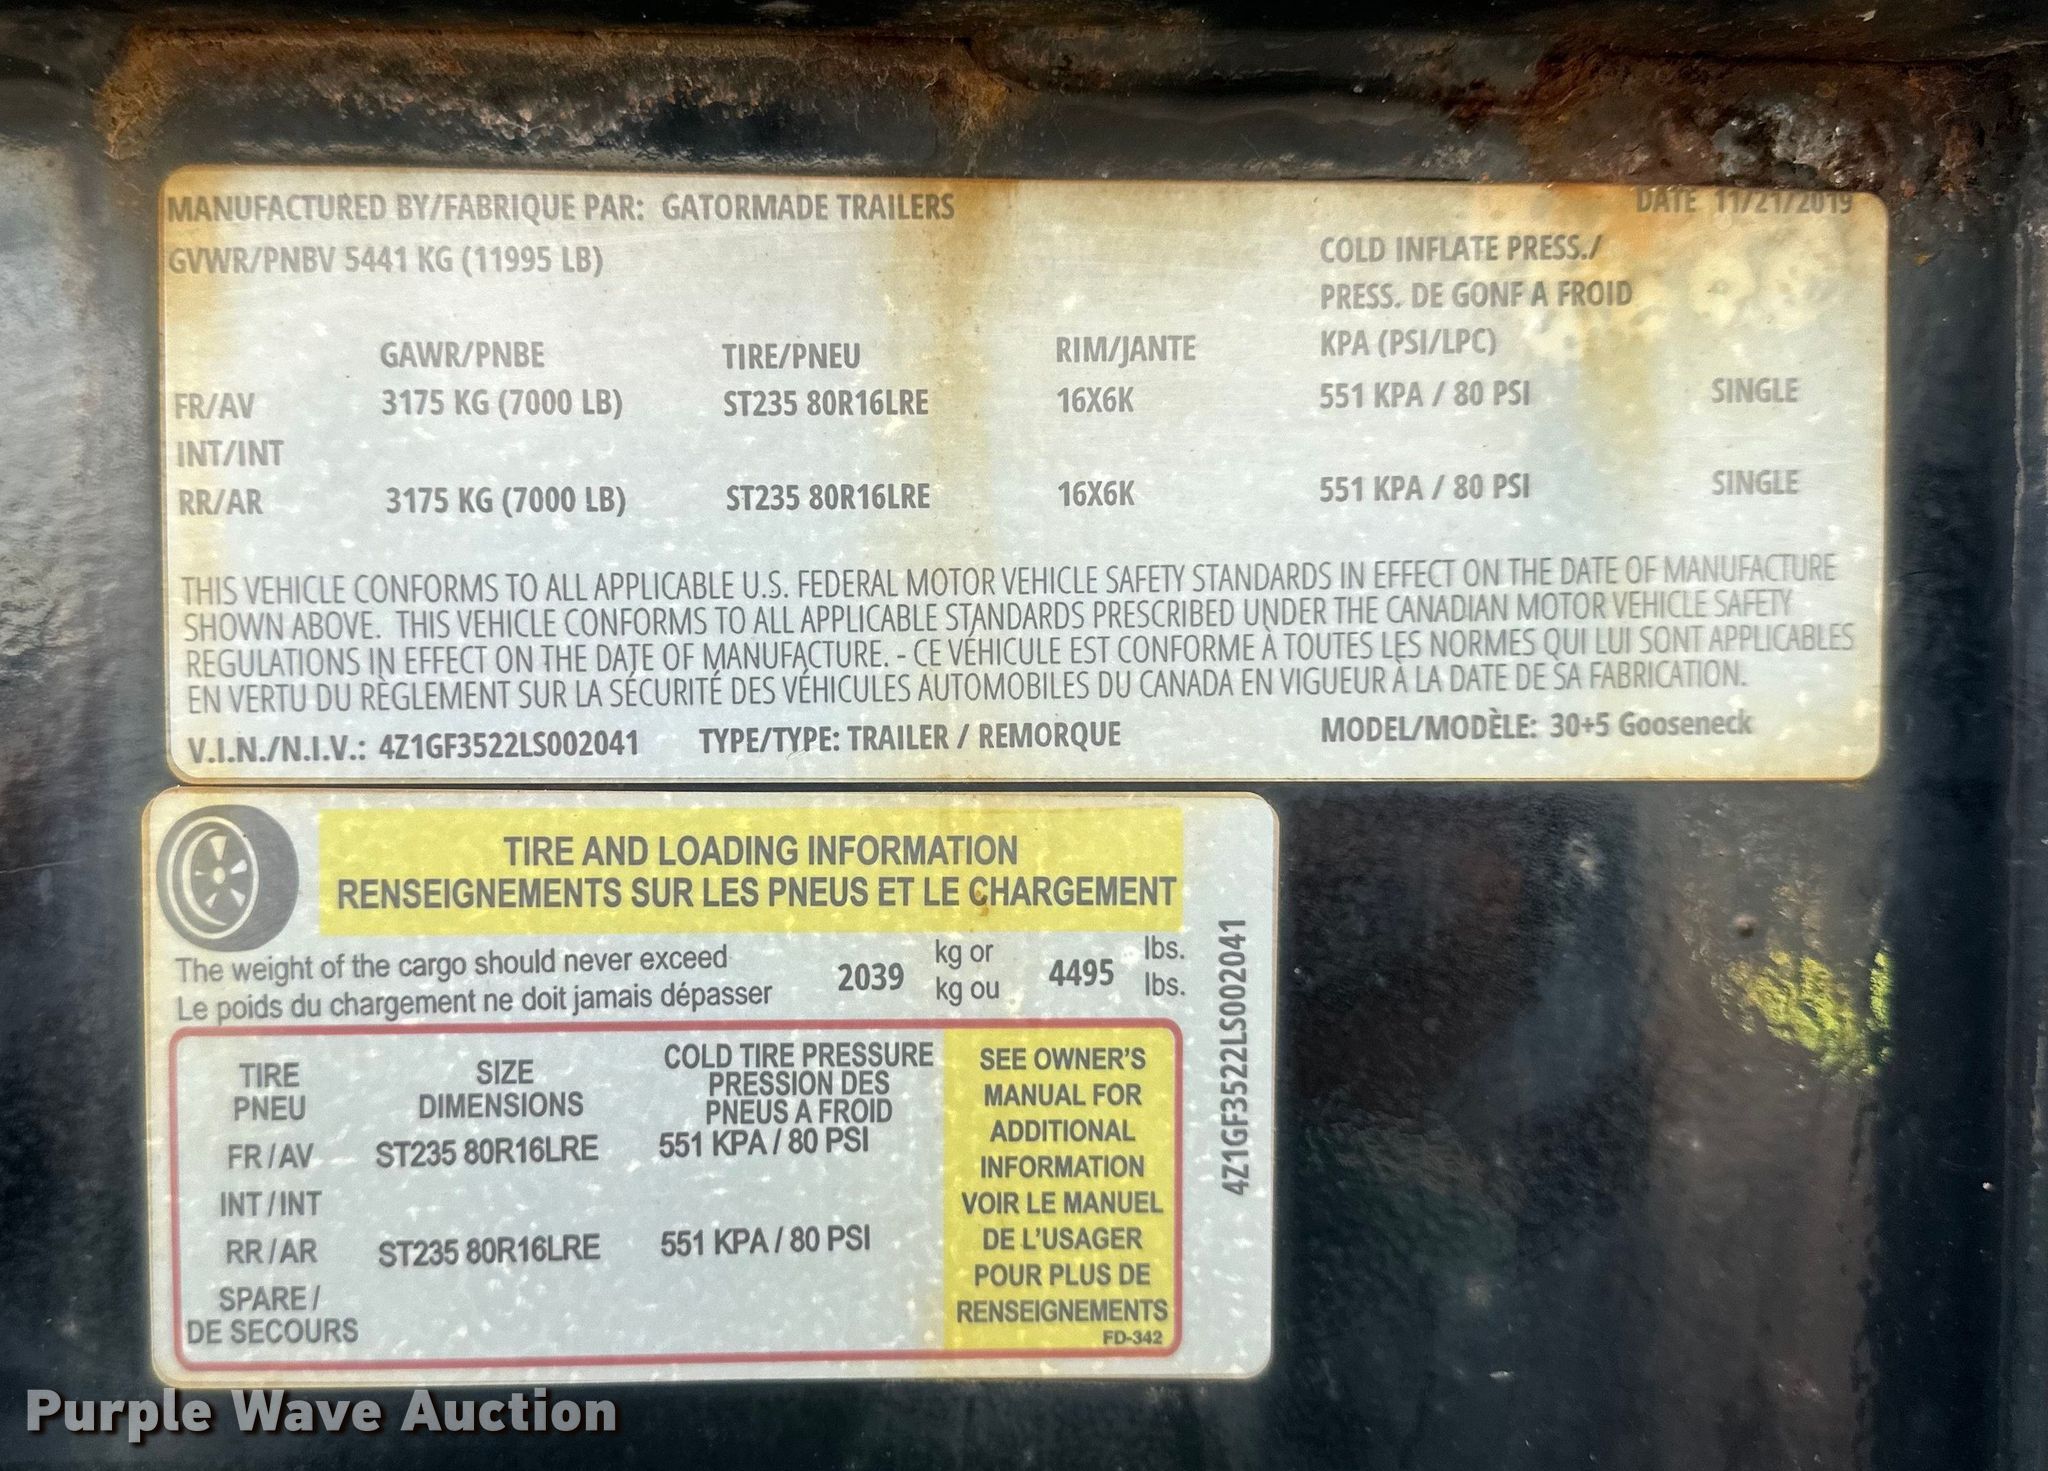 MANUFACTURED BY/FABRIQUE PAR: GATORMADE TRAILERS DATE 11/21/2019
GVWR/PNBV 5441 KG (11995 LB)
COLD INFLATE PRESS./
PRESS. DE GONF A FROID
GAWR/PNBE TIRE/PNEU RIM/JANTE KPA (PSI/LPC)
FR/AV 3175 KG (7000 LB) ST235 80R16LRE 16X6K 551 KPA / 80 PSI SINGLE
INT/INT
RR/AR 3175 KG (7000 LB) ST235 80R16LRE 16X6K 551 KPA / 80 PSI SINGLE
THIS VEHICLE CONFORMS TO ALL APPLICABLE U.S. FEDERAL MOTOR VEHICLE SAFETY STANDARDS IN EFFECT ON THE DATE OF MANUFACTURE
SHOWN ABOVE. THIS VEHICLE CONFORMS TO ALL APPLICABLE STANDARDS PRESCRIBED UNDER THE CANADIAN MOTOR VEHICLE SAFETY
REGULATIONS IN EFFECT ON THE DATE OF MANUFACTURE. - CE VÉHICULE EST CONFORME À TOUTES LES NORMES QUI LUI SONT APPLICABLES
EN VERTU DU RÈGLEMENT SUR LA SÉCURITÉ DES VÉHICULES AUTOMOBILES DU CANADA EN VIGUEUR À LA DATE DE SA FABRICATION.
V.I.N./N.I.V.: 4Z1GF3522LS002041 TYPE/TYPE: TRAILER / REMORQUE MODEL/MODÈLE: 30+5 Gooseneck
TIRE AND LOADING INFORMATION
RENSEIGNEMENTS SUR LES PNEUS ET LE CHARGEMENT
The weight of the cargo should never exceed 2039 kg or 4495 lbs.
Le poids du chargement ne doit jamais dépasser kg ou lbs.
TIRE SIZE COLD TIRE PRESSURE
PNEU DIMENSIONS PRESSION DES
PNEUS A FROID
FR/AV ST235 80R16LRE 551 KPA / 80 PSI
INT/INT
RR/AR ST235 80R16LRE 551 KPA / 80 PSI
SPARE/
DE SECOURS
SEE OWNER'S
MANUAL FOR
ADDITIONAL
INFORMATION
VOIR LE MANUEL
DE L'USAGER
POUR PLUS DE
RENSEIGNEMENTS
FD-342
4Z1GF3522LS002041
Purple Wave Auction